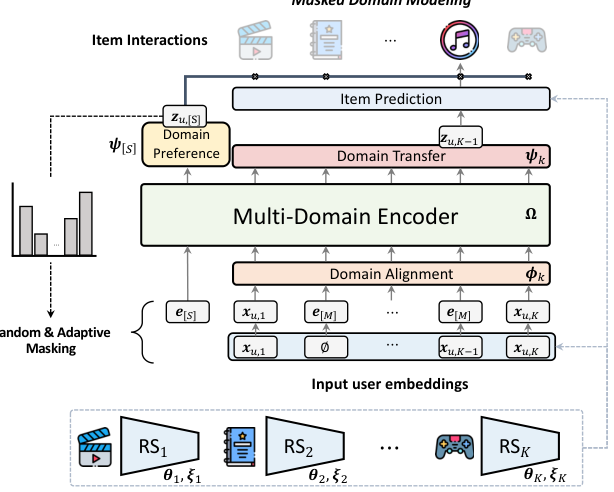 Masked Domain Modeling
Item Interactions
...
Item Prediction
z_{u,[S]}
z_{u,K−1}
ψ_{[S]}
Domain
Preference
Domain Transfer
ψ_k
Multi-Domain Encoder
Ω
...
Domain Alignment
ϕ_k
e_{[S]}
x_{u,1}
e_{[M]}
...
e_{[M]}
x_{u,K}
andom & Adaptive
Masking
x_{u,1}
∅
...
x_{u,K−1}
x_{u,K}
Input user embeddings
RS_1
RS_2
...
RS_K
θ_1, ξ_1
θ_2, ξ_2
θ_K, ξ_K